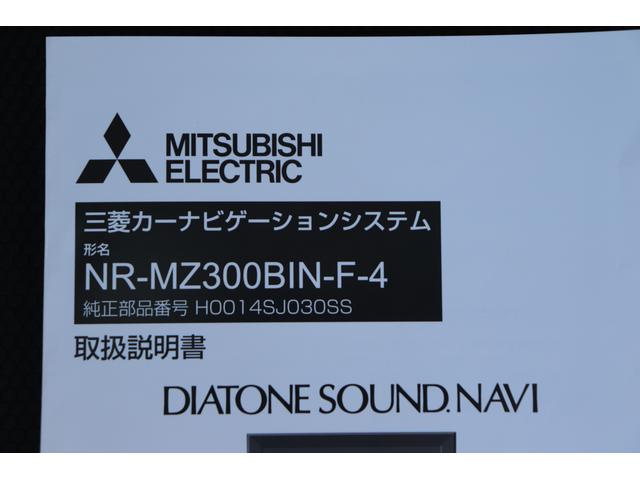 MITSUBISHI
ELECTRIC
三菱カーナビゲーションシステム
形名
NR-MZ300BIN-F-4
純正部品番号 H0014SJ030SS
取扱説明書
DIATONE SOUND.NAVI